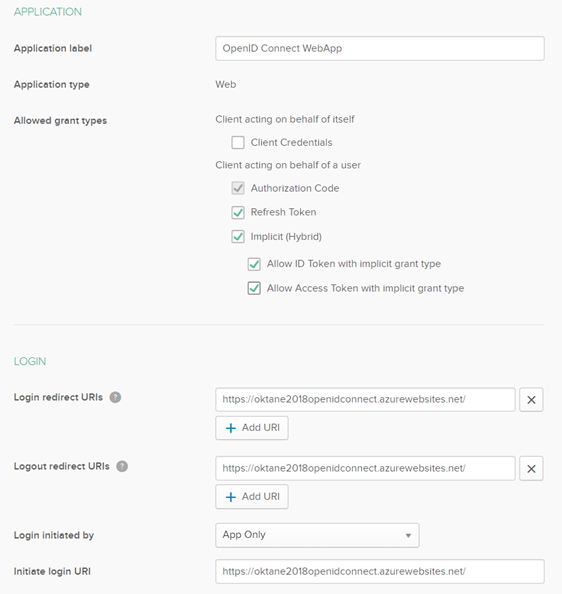 APPLICATION
Application label OpenID Connect WebApp
Application type Web
Allowed grant types Client acting on behalf of itself
Client Credentials
Client acting on behalf of a user
Authorization Code
Refresh Token
Implicit (Hybrid)
Allow ID Token with implicit grant type
Allow Access Token with implicit grant type
LOGIN
Login redirect URIs ? https://oktane2018openidconnect.azurewebsites.net/
+ Add URI
Logout redirect URIs ? https://oktane2018openidconnect.azurewebsites.net/
+ Add URI
Login initiated by App Only
Initiate login URI https://oktane2018openidconnect.azurewebsites.net/